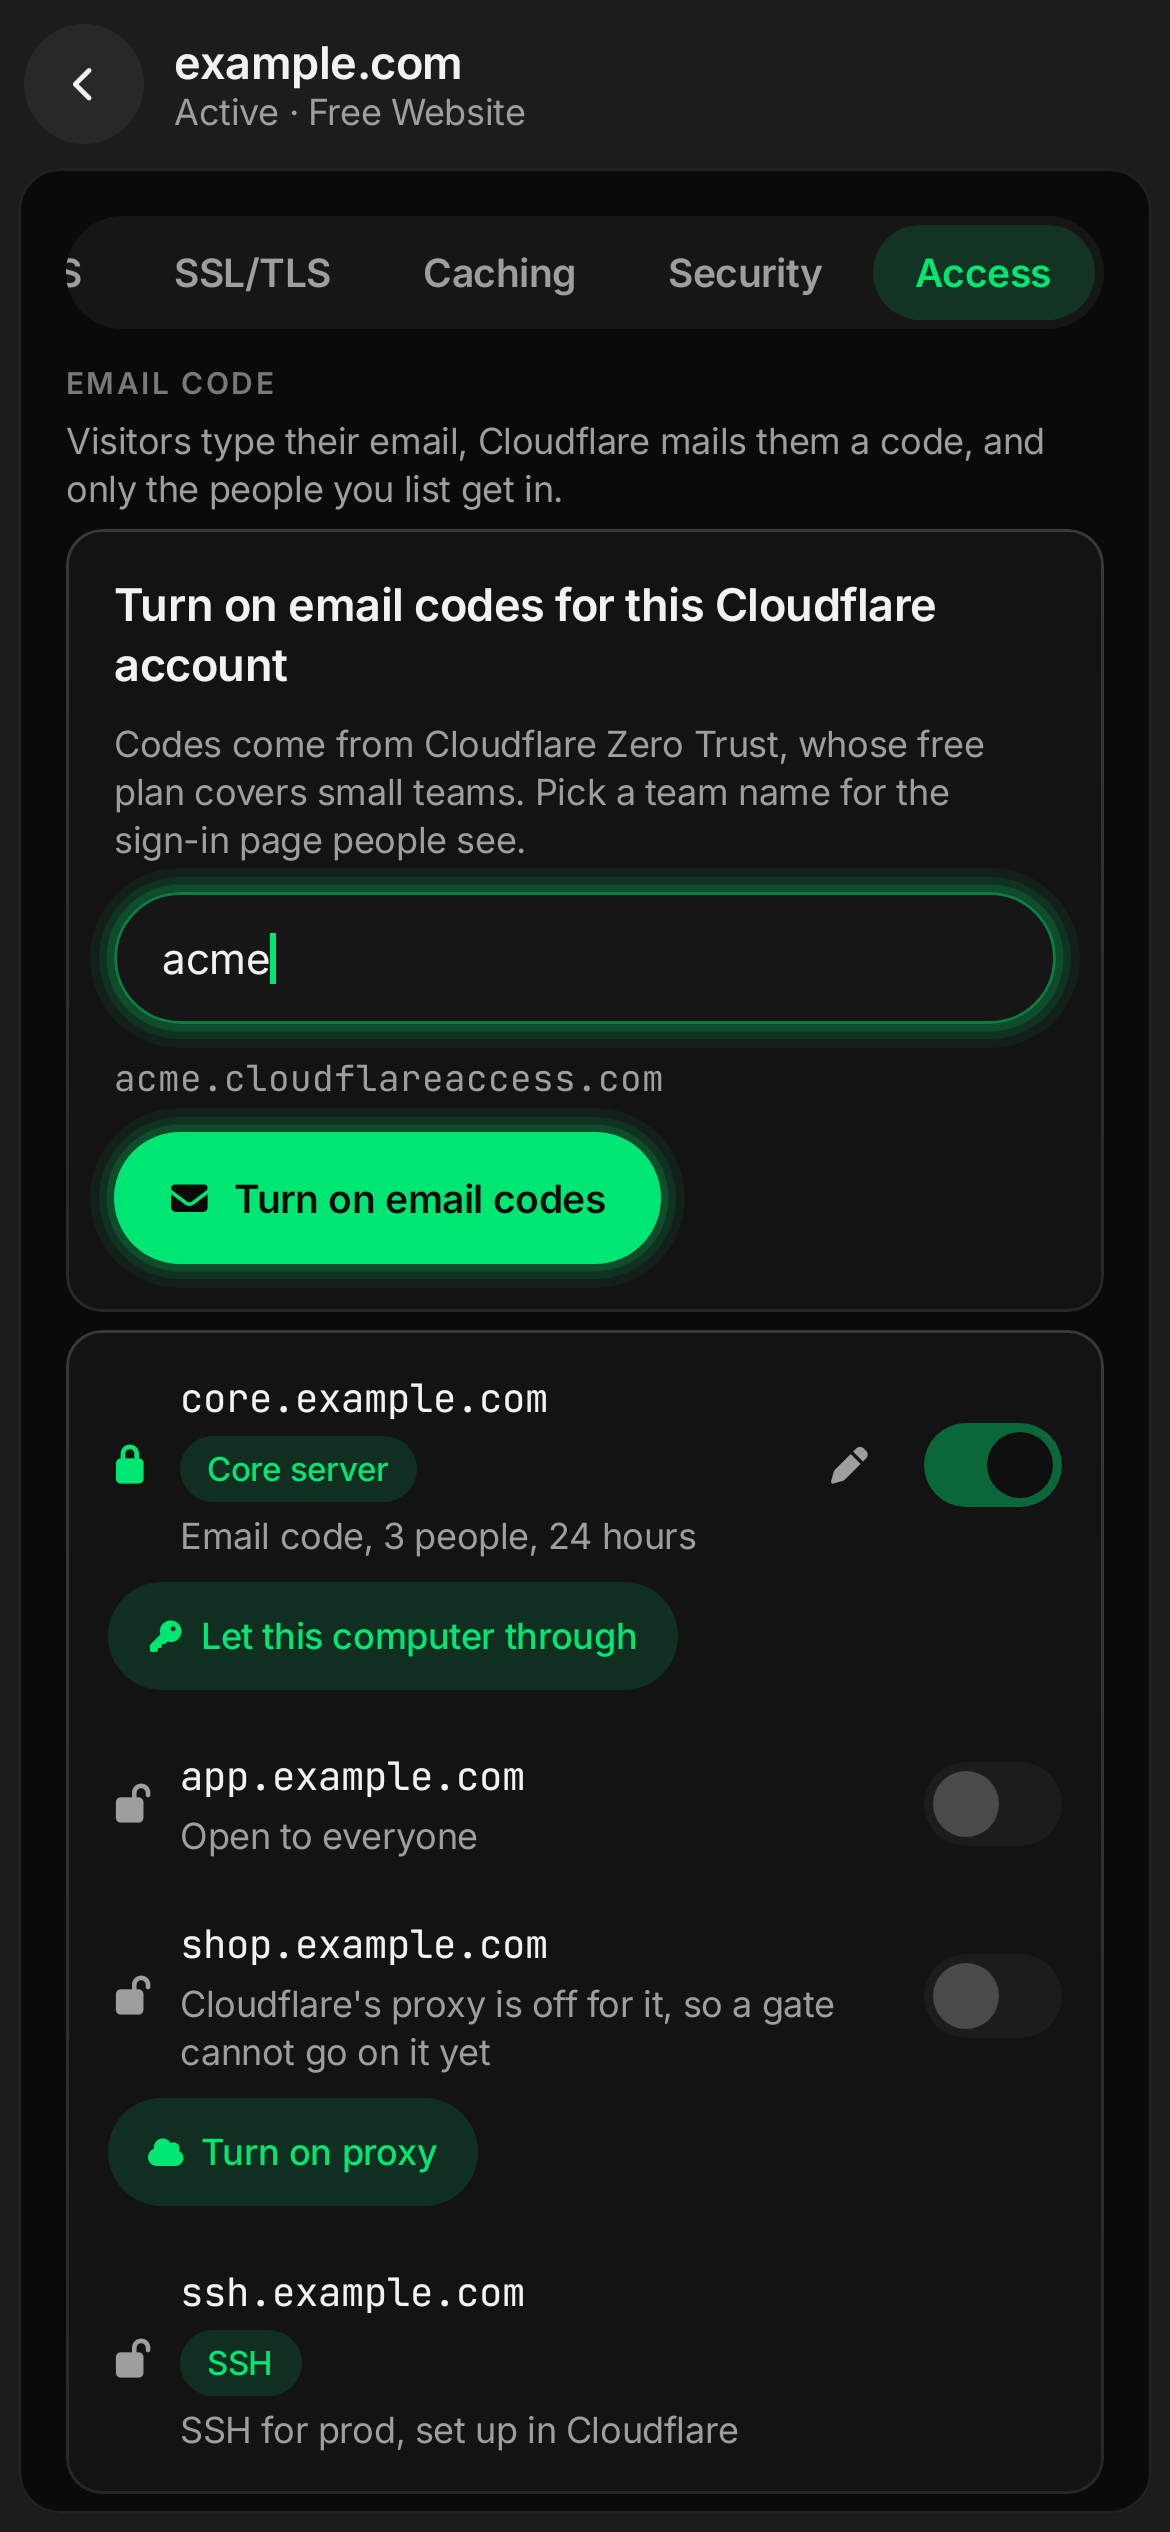 example.com
Active · Free Website
S SSL/TLS Caching Security Access
EMAIL CODE
Visitors type their email, Cloudflare mails them a code, and
only the people you list get in.
Turn on email codes for this Cloudflare
account
Codes come from Cloudflare Zero Trust, whose free
plan covers small teams. Pick a team name for the
sign-in page people see.
acme
acme.cloudflareaccess.com
Turn on email codes
core.example.com
Core server
Email code, 3 people, 24 hours
Let this computer through
app.example.com
Open to everyone
shop.example.com
Cloudflare's proxy is off for it, so a gate
cannot go on it yet
Turn on proxy
ssh.example.com
SSH
SSH for prod, set up in Cloudflare